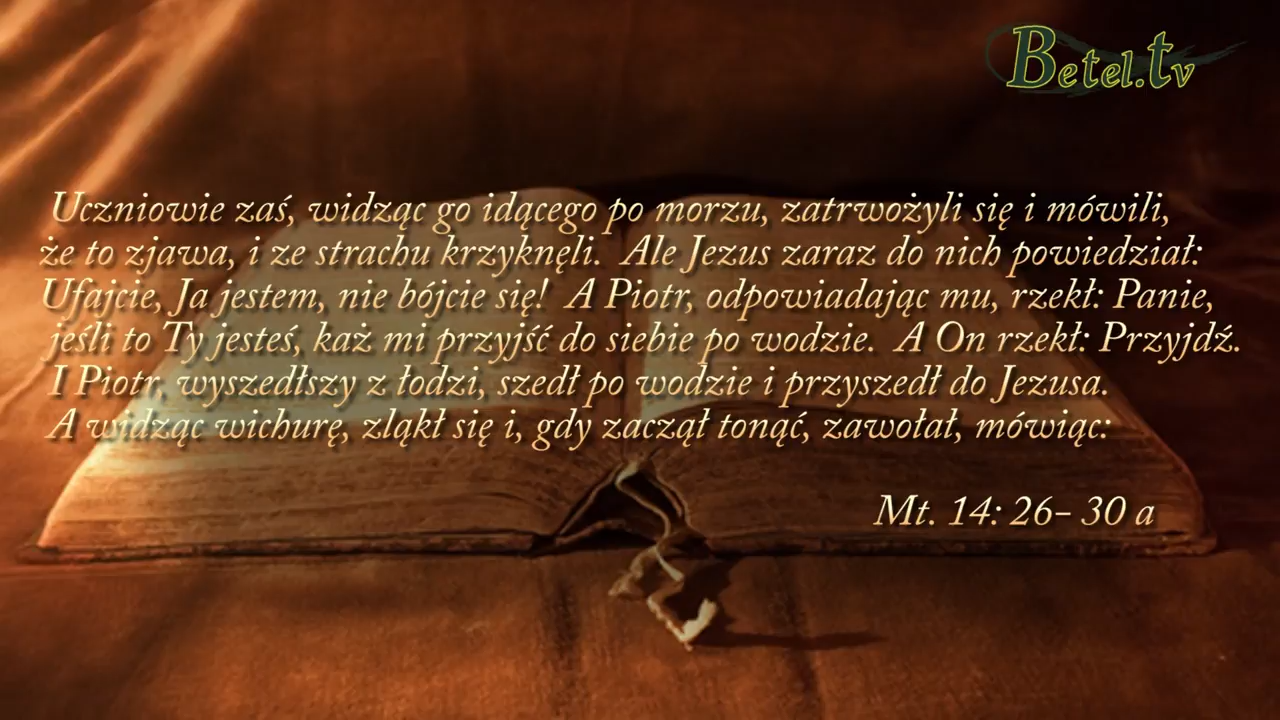 Betel.tv
Uczniowie zaś, widząc go idącego po morzu, zatrwożyli się i mówili,
że to zjawa, i ze strachu krzyknęli. Ale Jezus zaraz do nich powiedział:
Ufajcie, Ja jestem, nie bójcie się! A Piotr, odpowiadając mu, rzekł: Panie,
jeśli to Ty jesteś, każ mi przyjść do siebie po wodzie. A On rzekł: Przyjdź.
I Piotr, wyszedłszy z łodzi, szedł po wodzie i przyszedł do Jezusa.
A widząc wichurę, zląkł się i, gdy zaczął tonąć, zawołał, mówiąc:
Mt. 14: 26- 30 a